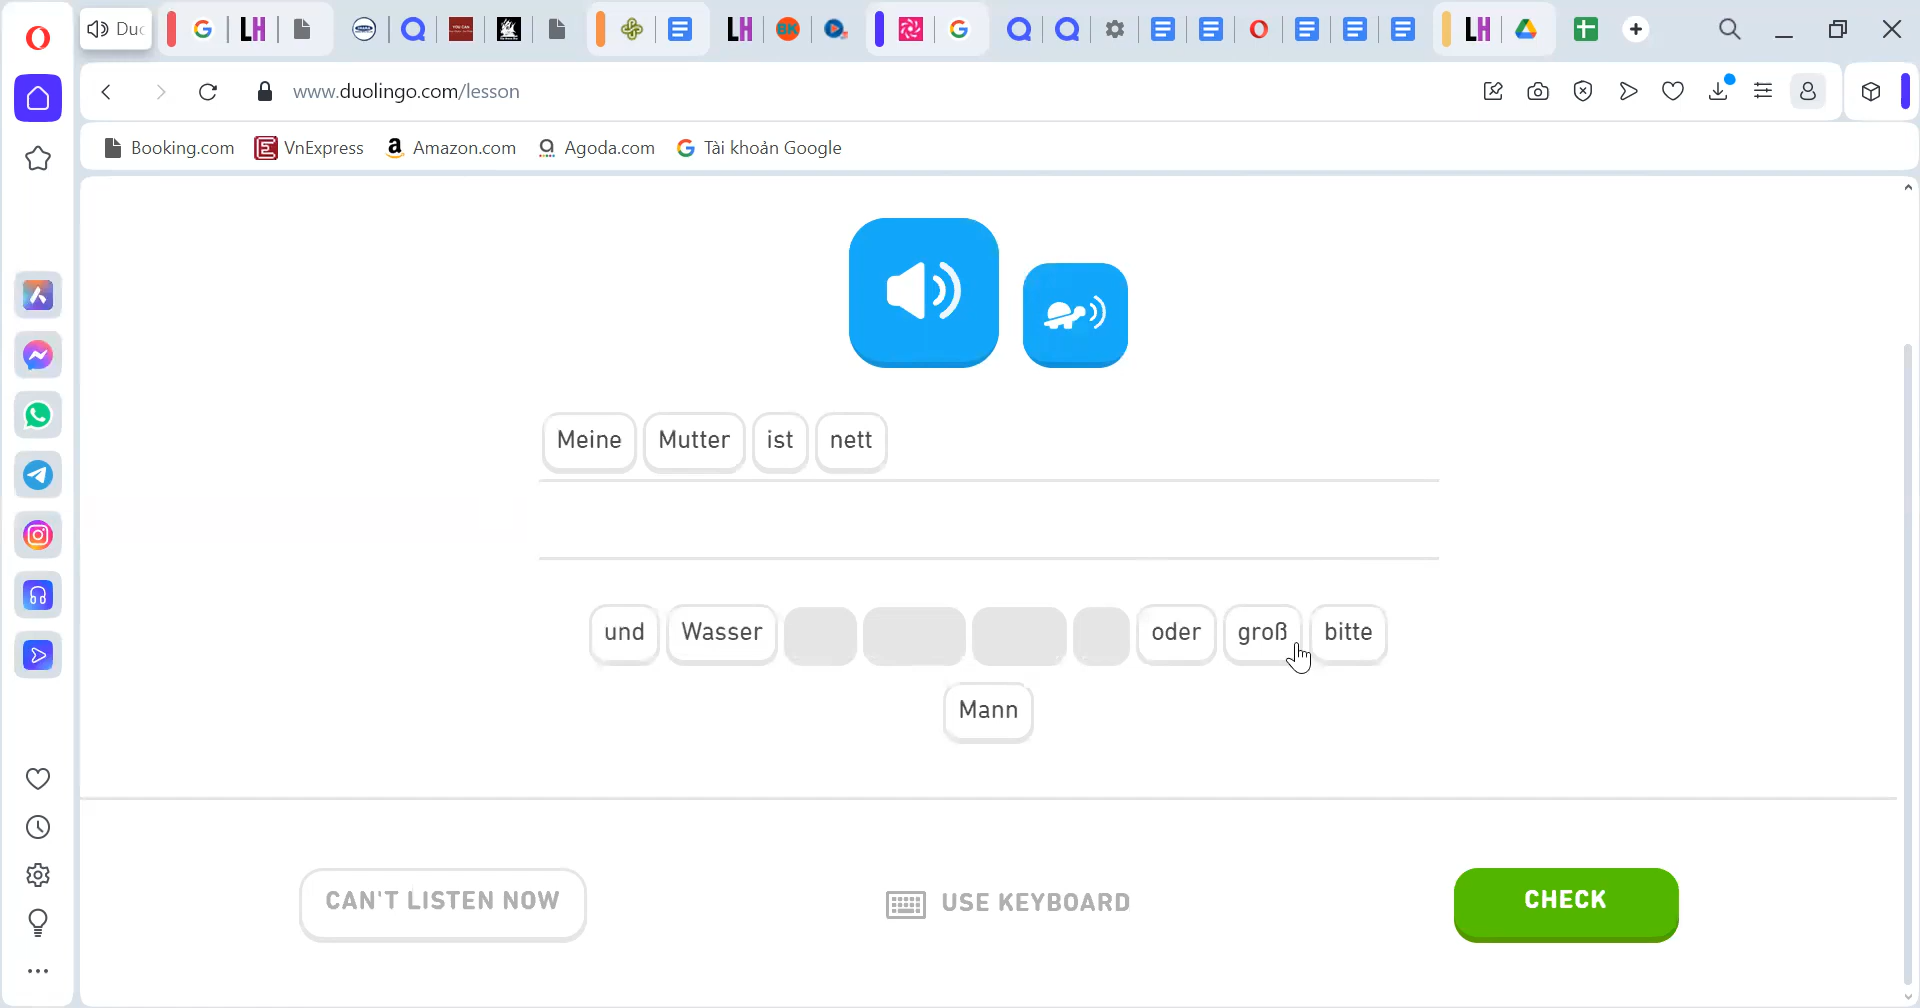 Duo
www.duolingo.com/lesson
Booking.com VnExpress Amazon.com Agoda.com Tài khoản Google
Meine Mutter ist nett
und Wasser oder groß bitte
Mann
CAN'T LISTEN NOW USE KEYBOARD CHECK